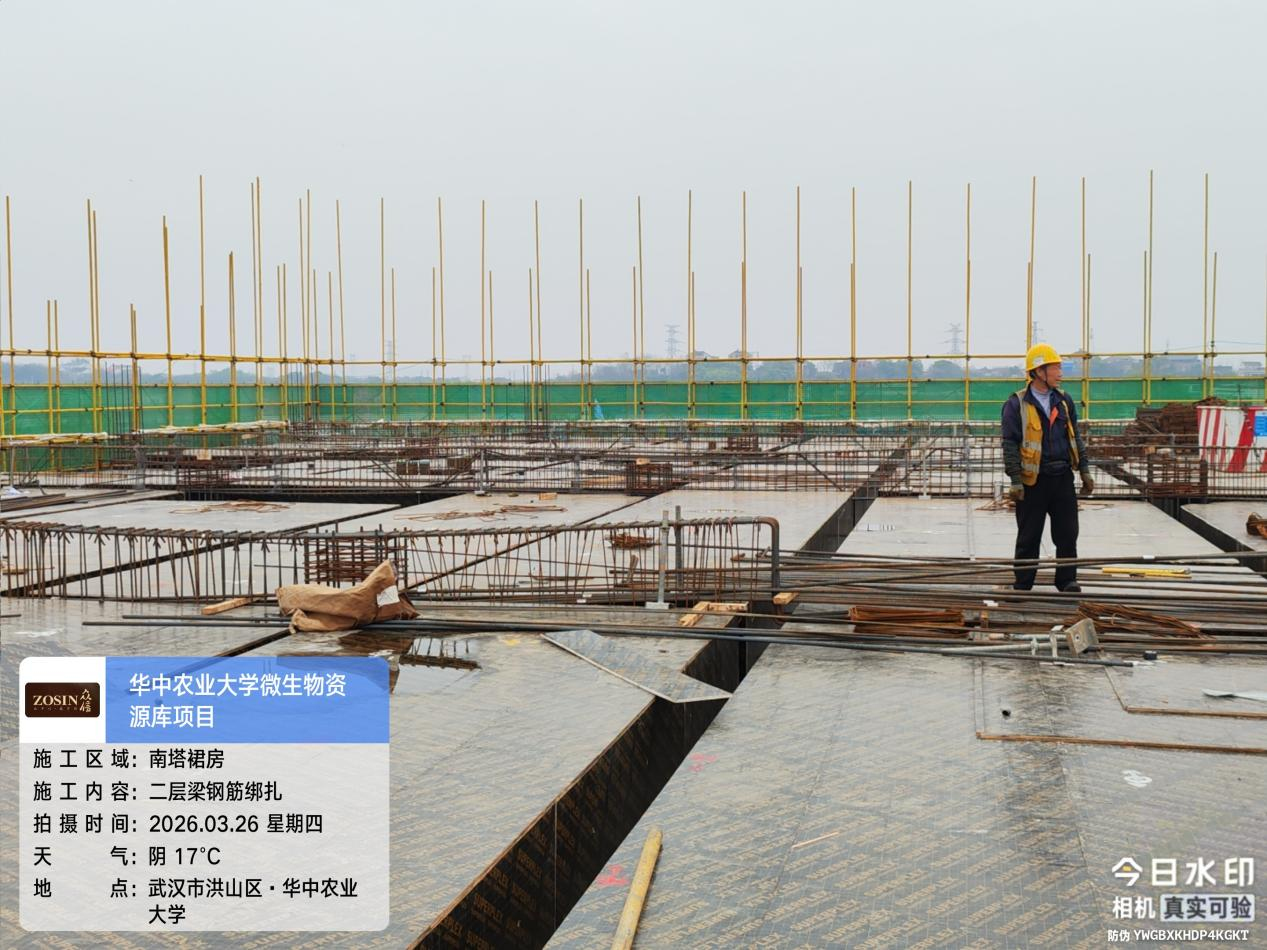 ZOSIN 众信
华中农业大学微生物资
源库项目
施工区域：南塔裙房
施工内容：二层梁钢筋绑扎
拍摄时间：2026.03.26 星期四
天气：阴 17℃
地点：武汉市洪山区·华中农业
大学
今日水印
相机 真实可验
防伪 YWGBXKHDP4KGKT